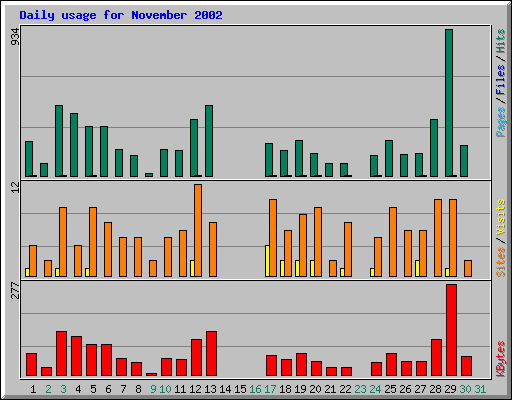 Daily usage for November 2002
934
Pages / Files / Hits
12
Sites / Visits
277
KBytes
1 2 3 4 5 6 7 8 9 10 11 12 13 14 15 16 17 18 19 20 21 22 23 24 25 26 27 28 29 30 31